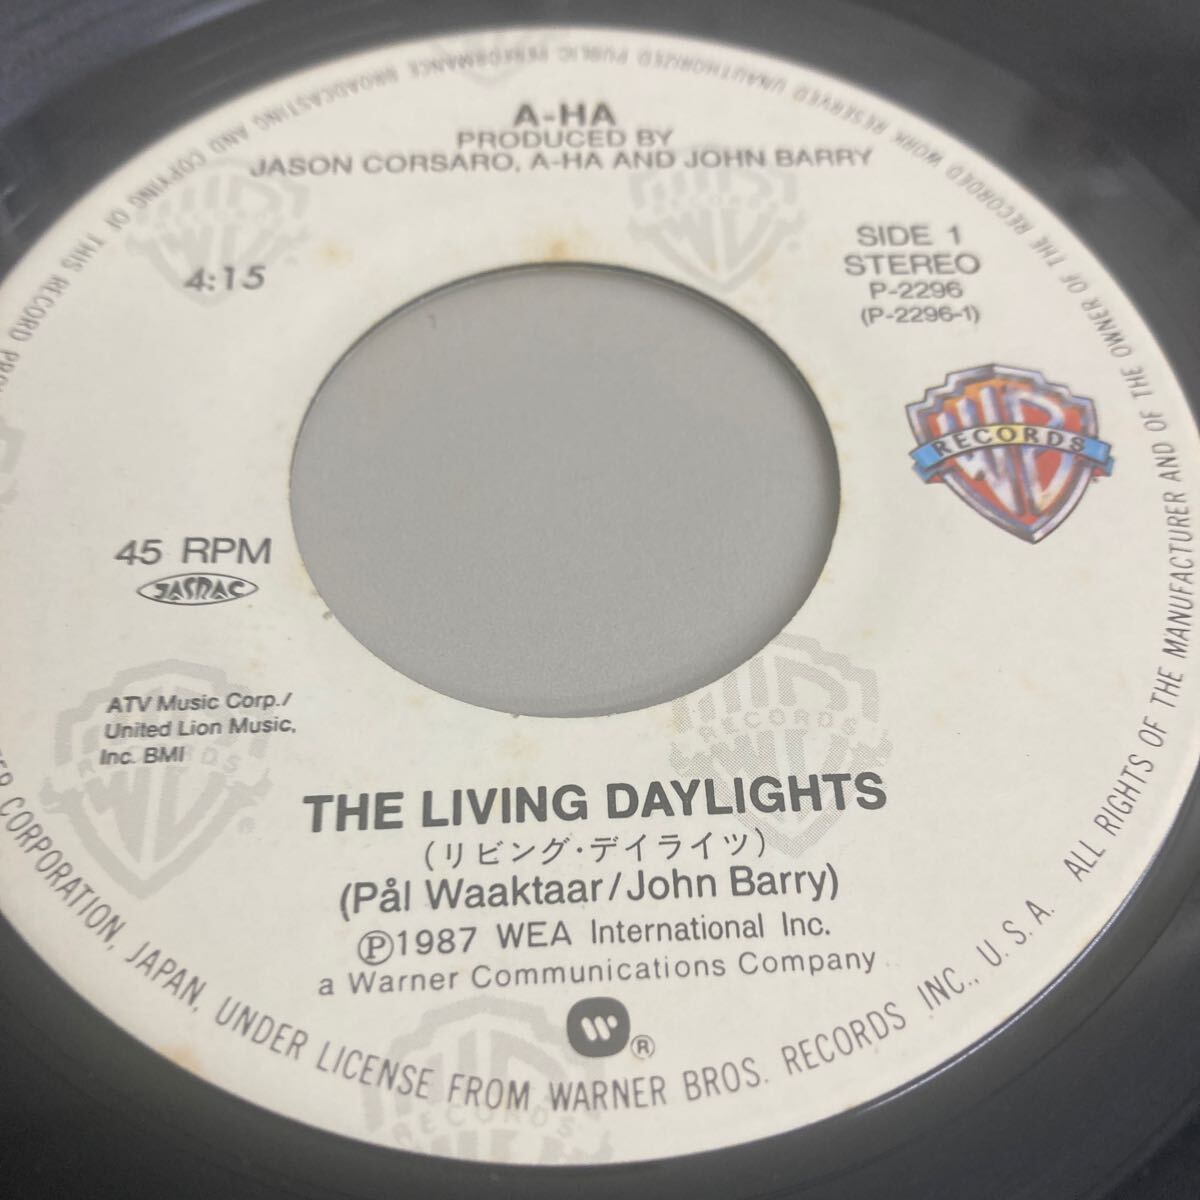 A-HA
PRODUCED BY
JASON CORSARO, A-HA AND JOHN BARRY
SIDE 1
STEREO
P-2296
(P-2296-1)
4:15
RECORDS
45 RPM
JASRAC
ATV Music Corp./
United Lion Music,
Inc. BMI
THE LIVING DAYLIGHTS
(リビング・デイライツ)
(Pål Waaktaar/John Barry)
Ⓟ1987 WEA International Inc.
a Warner Communications Company
®
CORPORATION, JAPAN, UNDER LICENSE FROM WARNER BROS. RECORDS INC., U.S.A. ALL RIGHTS OF THE MANUFACTURER AND OF THE OWNER OF THE RECORDED WORK RESERVED UNAUTHORIZED PUBLIC PERFORMANCE BROADCASTING AND COPYING OF THIS RECORD